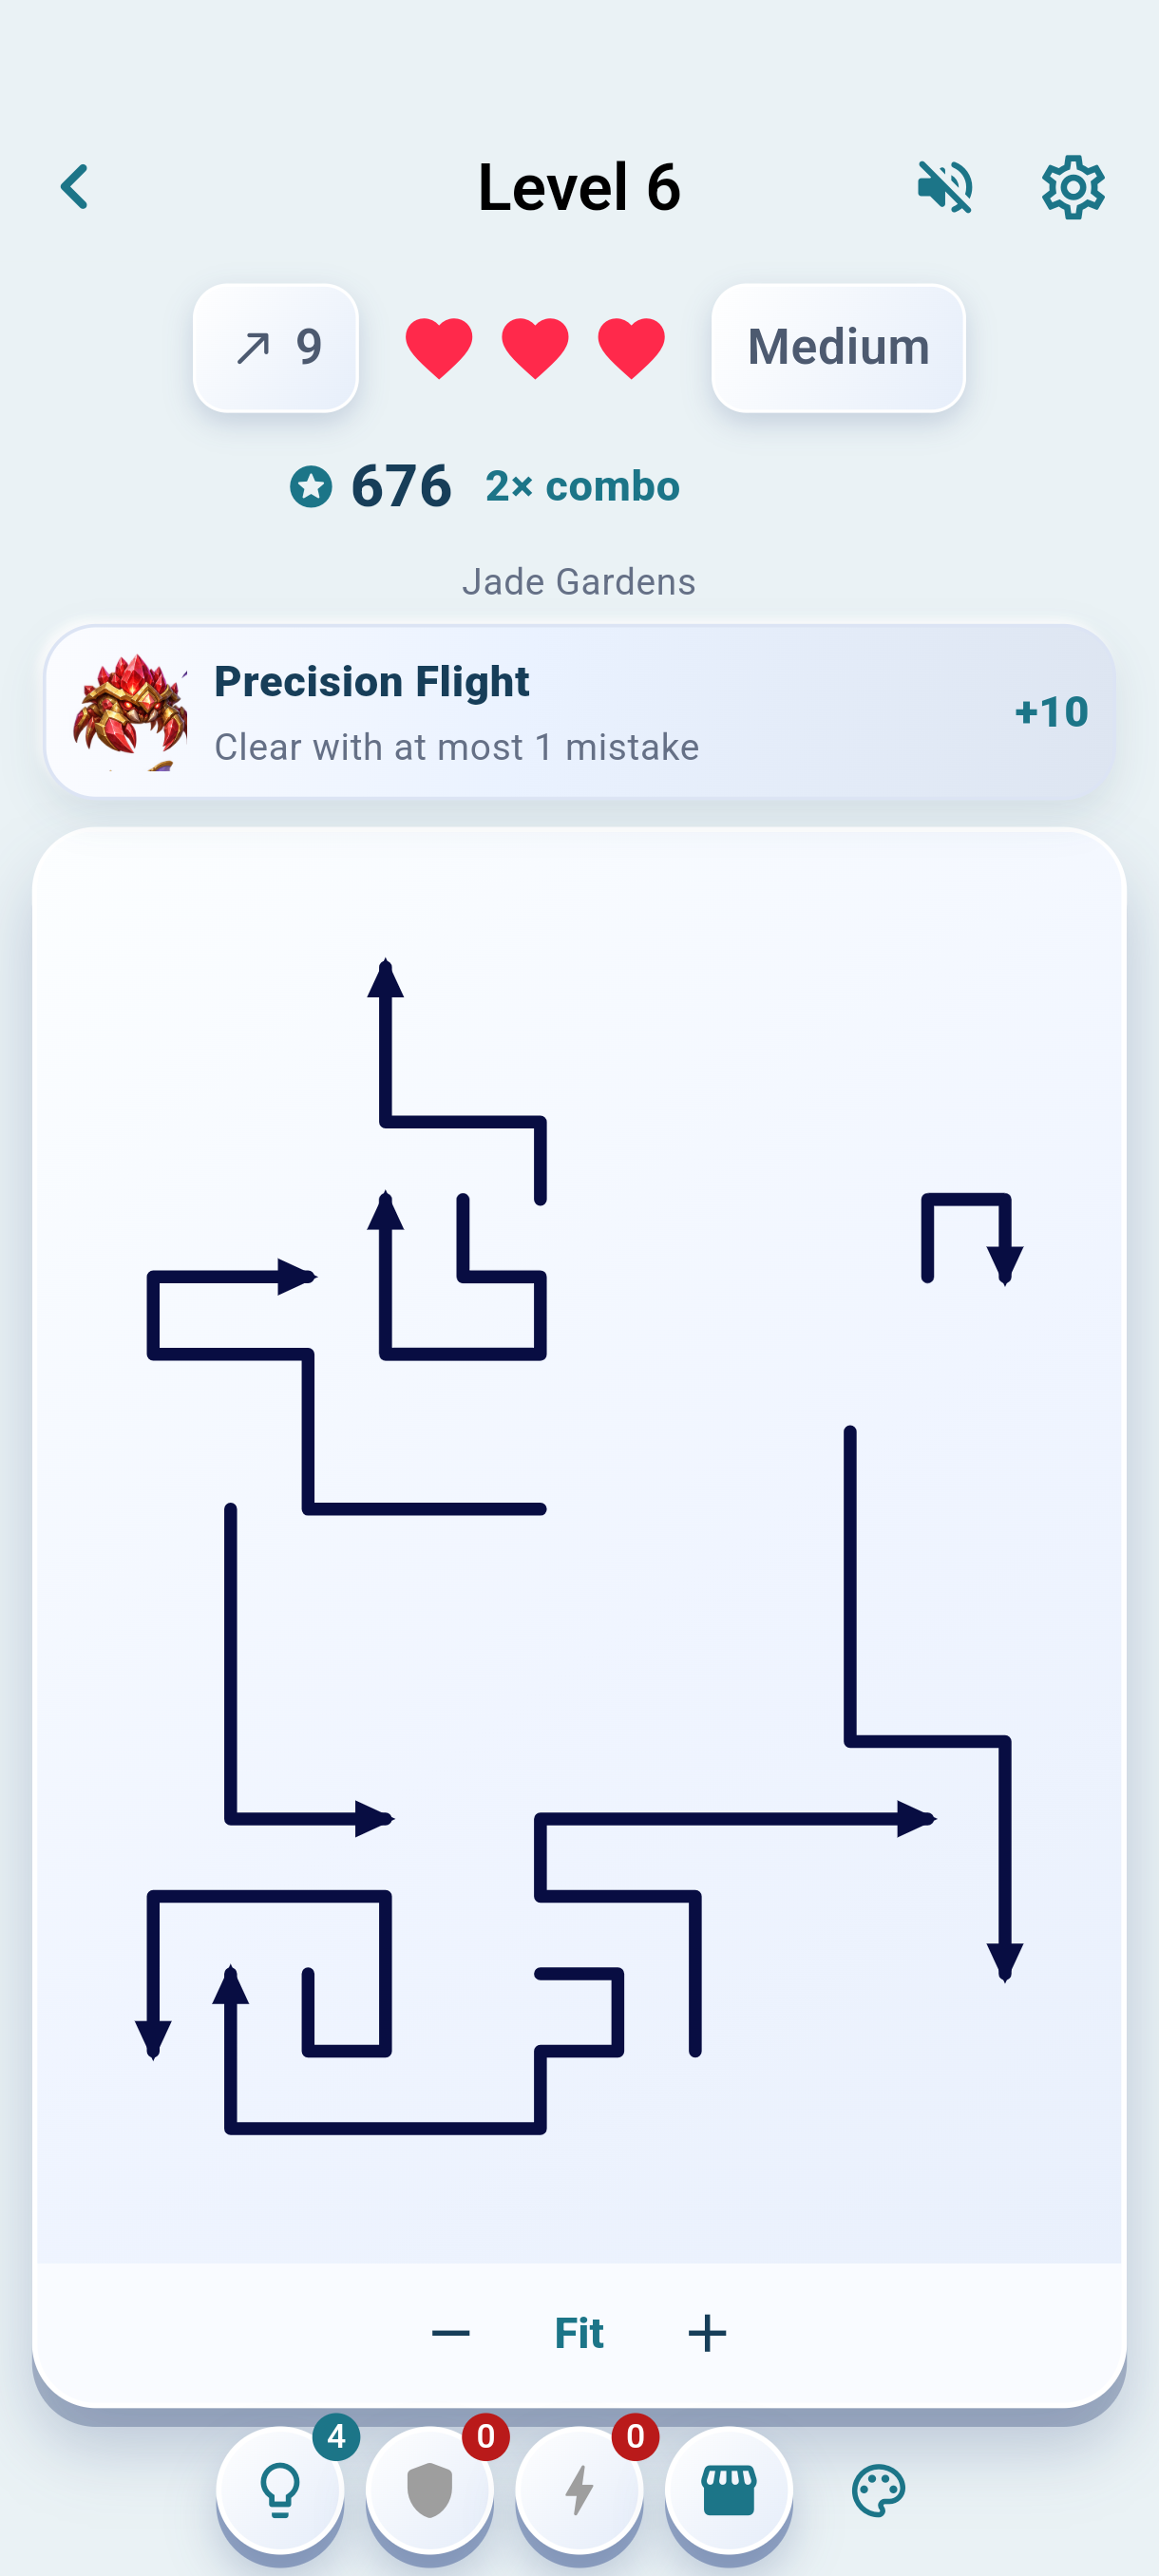 Level 6
9
Medium
676 2× combo
Jade Gardens
Precision Flight
Clear with at most 1 mistake
+10
Fit
4
0
0